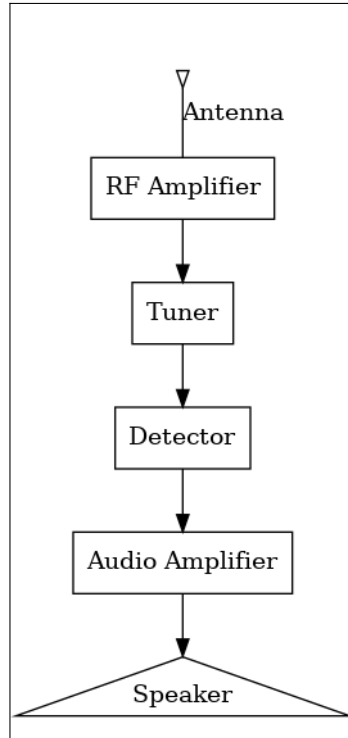 Antenna
RF Amplifier
Tuner
Detector
Audio Amplifier
Speaker